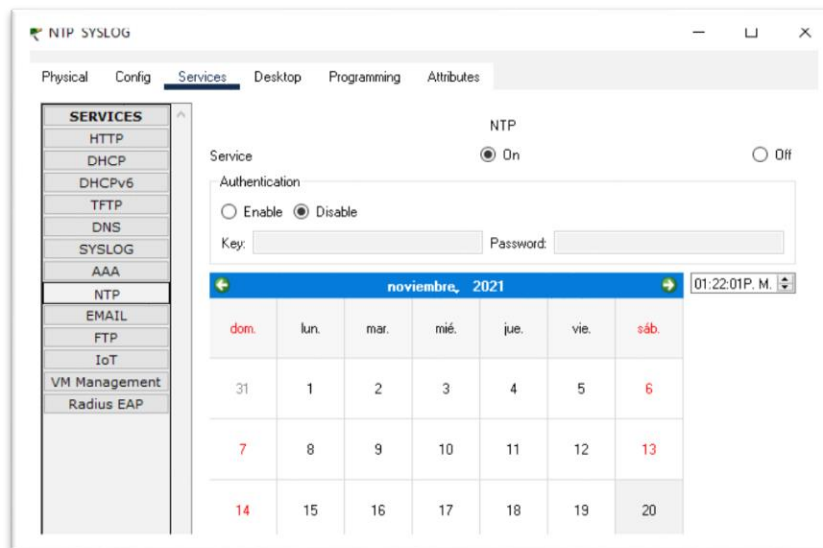 NTP SYSLOG
Physical Config Services Desktop Programming Attributes
SERVICES
HTTP
DHCP
DHCPv6
TFTP
DNS
SYSLOG
AAA
NTP
EMAIL
FTP
IoT
VM Management
Radius EAP
NTP
Service On Off
Authentication
Enable Disable
Key: Password:
noviembre, 2021 01:22:01P. M.
dom. lun. mar. mié. jue. vie. sáb.
31 1 2 3 4 5 6
7 8 9 10 11 12 13
14 15 16 17 18 19 20